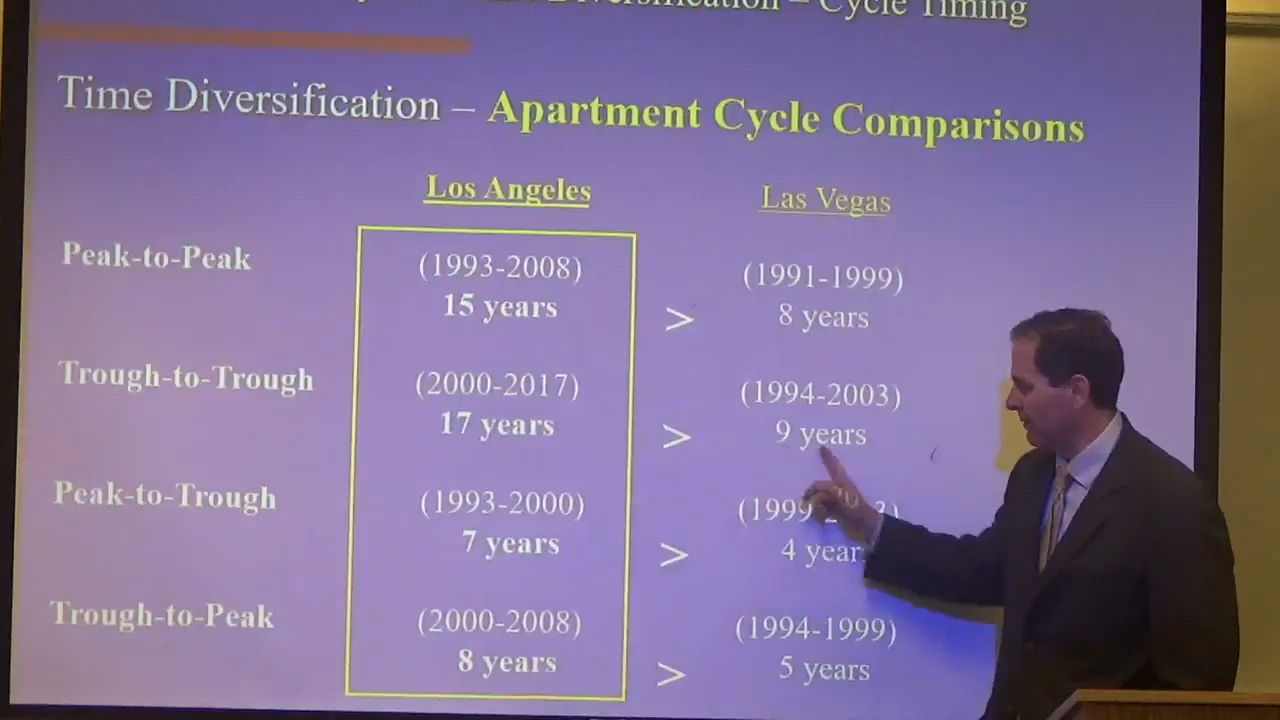 Diversification – Cycle Timing
Time Diversification – Apartment Cycle Comparisons
Los Angeles Las Vegas
Peak-to-Peak (1993-2008) (1991-1999)
15 years > 8 years
Trough-to-Trough (2000-2017) (1994-2003)
17 years > 9 years
Peak-to-Trough (1993-2000) (1999
7 years > 4 year
Trough-to-Peak (2000-2008) (1994-1999)
8 years > 5 years